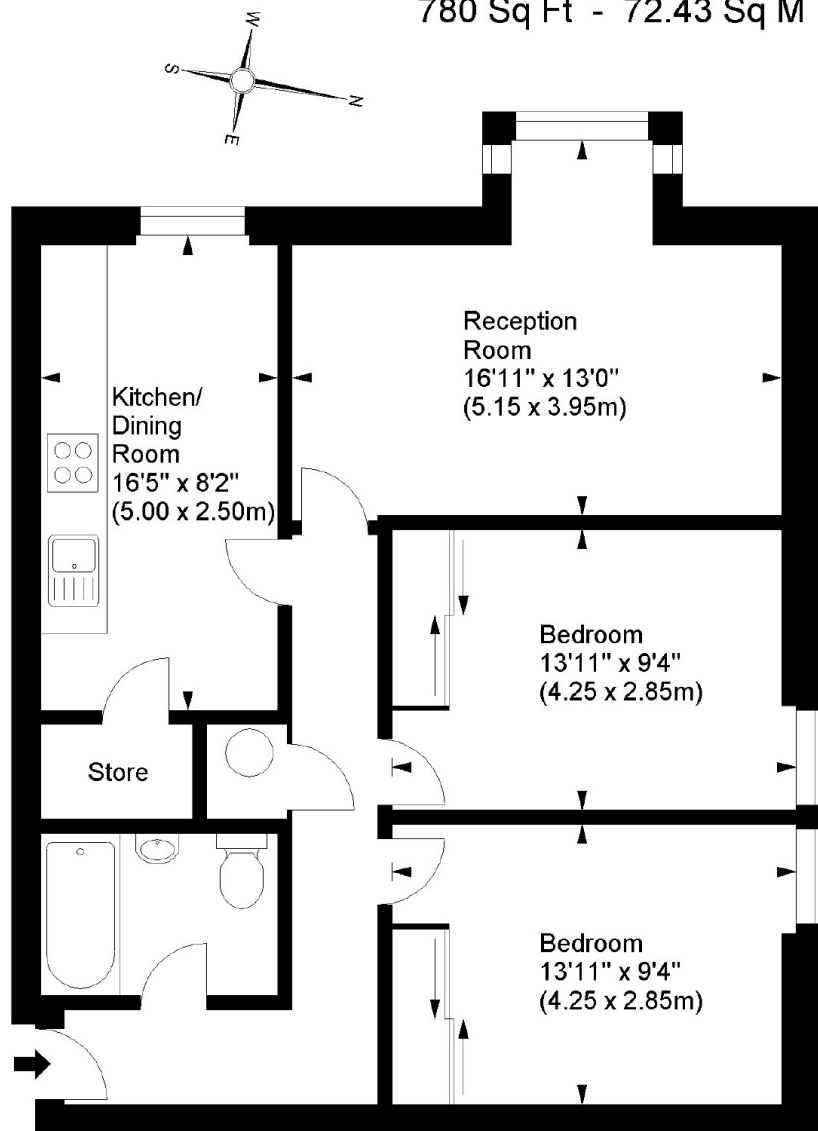 780 Sq Ft - 72.43 Sq M
W
S
N
E
Reception
Room
16'11" x 13'0"
(5.15 x 3.95m)
Kitchen/
Dining
Room
16'5" x 8'2"
(5.00 x 2.50m)
Bedroom
13'11" x 9'4"
(4.25 x 2.85m)
Store
Bedroom
13'11" x 9'4"
(4.25 x 2.85m)